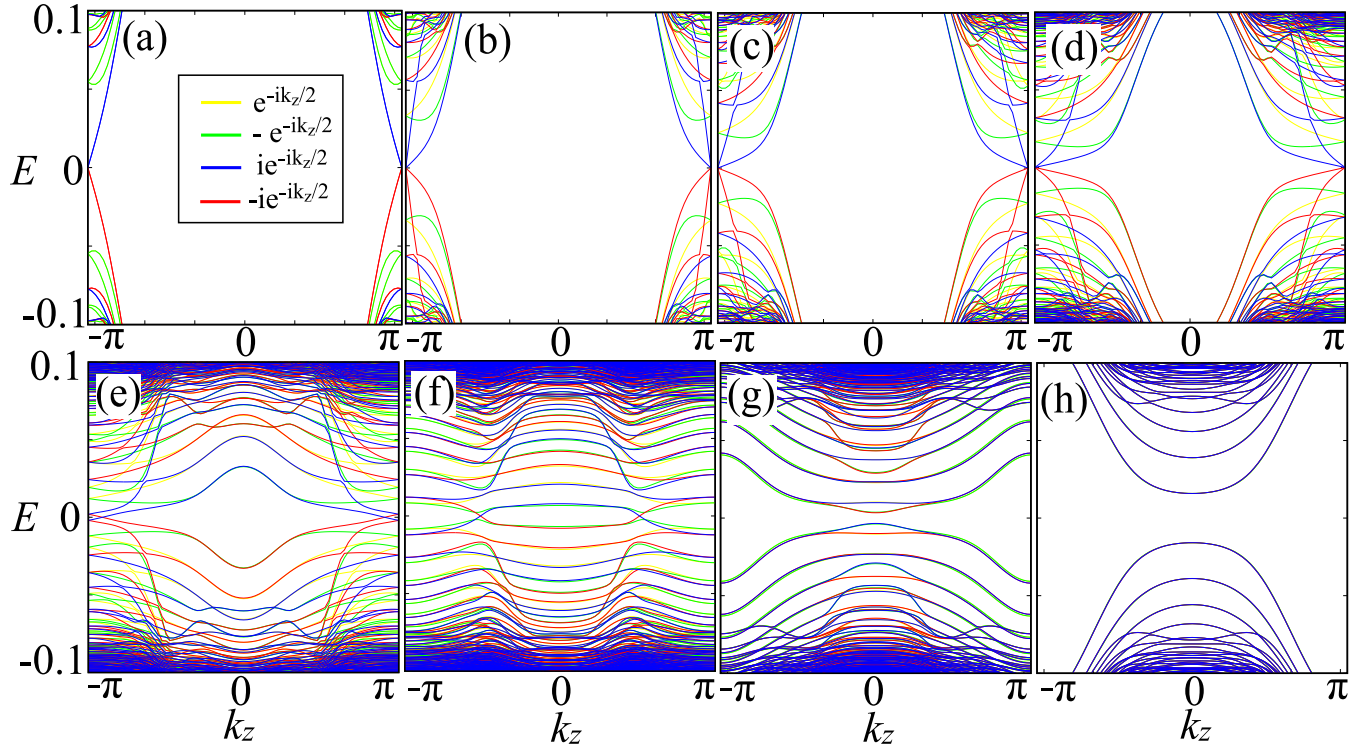 0.1 (a) (b) (c) (d)
e^{-ik_z/2}
- e^{-ik_z/2}
ie^{-ik_z/2}
-ie^{-ik_z/2}
E 0
-0.1
-π 0 π -π 0 π -π 0 π -π 0 π
0.1 (e) (f) (g) (h)
E 0
-0.1
-π 0 π -π 0 π -π 0 π -π 0 π
k_z k_z k_z k_z